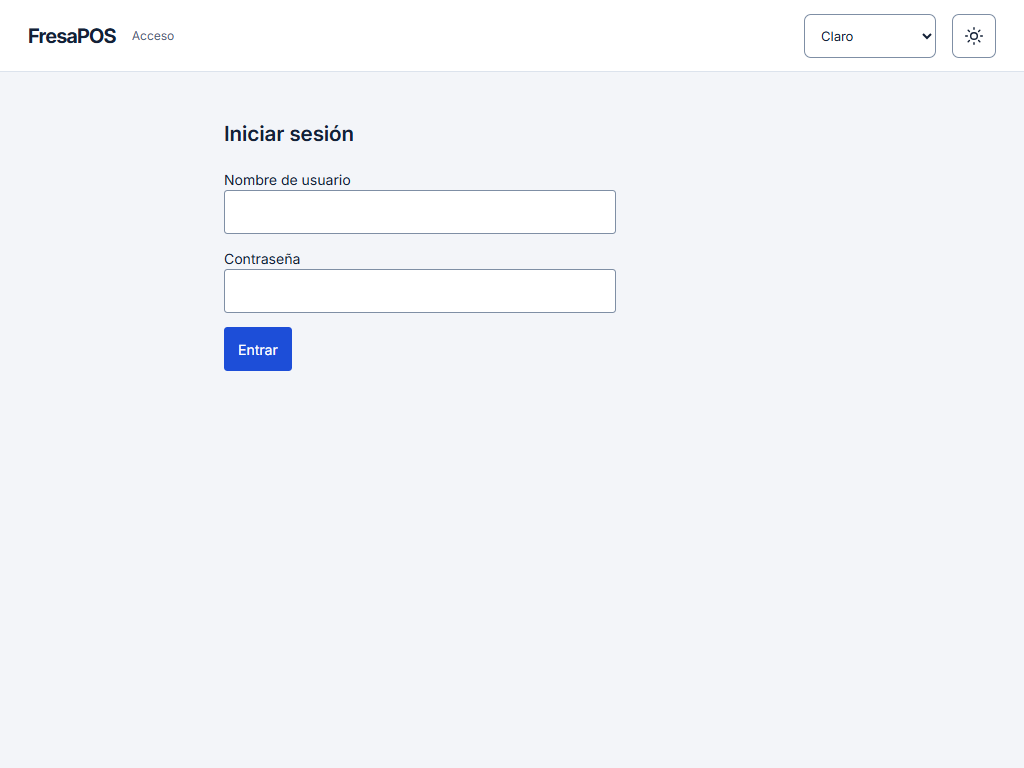 FresaPOS Acceso Claro
Iniciar sesión
Nombre de usuario
Contraseña
Entrar